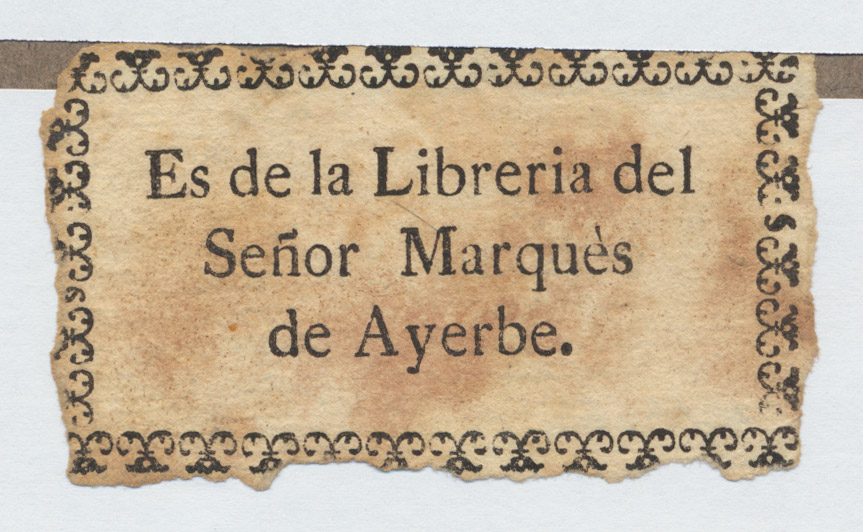 Es de la Libreria del
Señor Marquès
de Ayerbe.